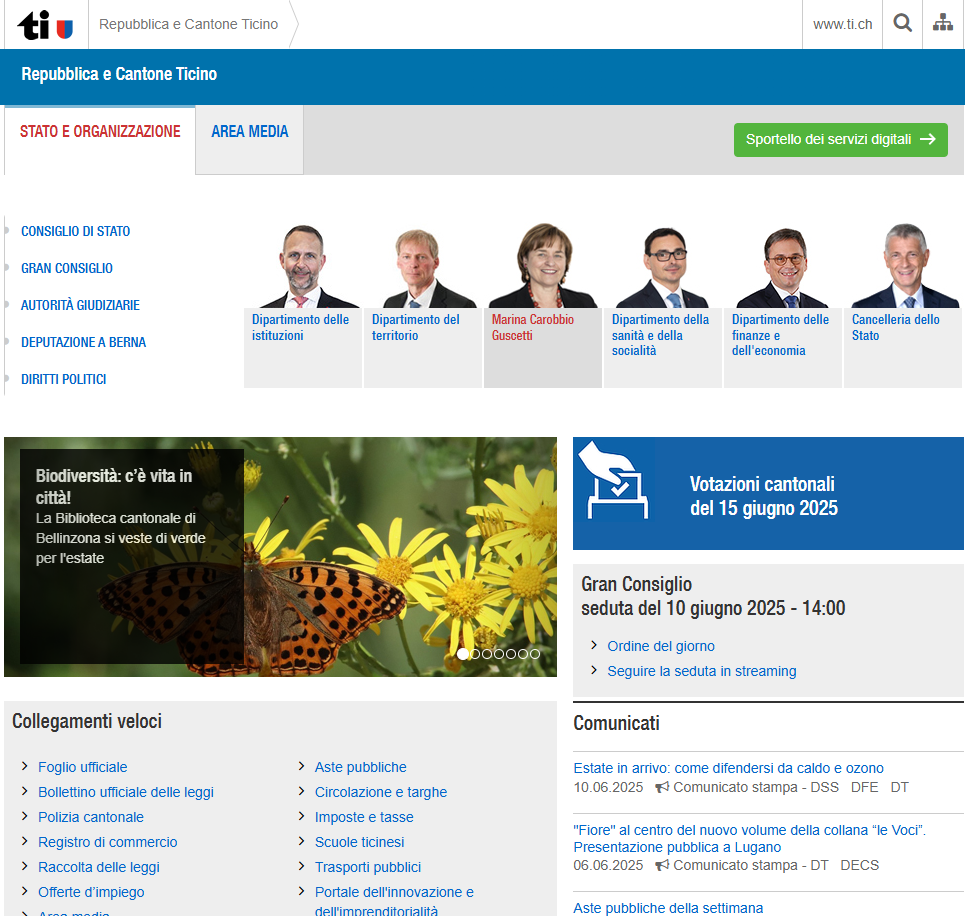 ti
Repubblica e Cantone Ticino
www.ti.ch
Repubblica e Cantone Ticino
STATO E ORGANIZZAZIONE
AREA MEDIA
Sportello dei servizi digitali
CONSIGLIO DI STATO
GRAN CONSIGLIO
AUTORITÀ GIUDIZIARIE
DEPUTAZIONE A BERNA
DIRITTI POLITICI
Dipartimento delle
istituzioni
Dipartimento del
territorio
Marina Carobbio
Guscetti
Dipartimento della
sanità e della
socialità
Dipartimento delle
finanze e
dell'economia
Cancelleria dello
Stato
Biodiversità: c’è vita in
città!
La Biblioteca cantonale di
Bellinzona si veste di verde
per l'estate
Votazioni cantonali
del 15 giugno 2025
Gran Consiglio
seduta del 10 giugno 2025 - 14:00
Ordine del giorno
Seguire la seduta in streaming
Collegamenti veloci
Foglio ufficiale
Bollettino ufficiale delle leggi
Polizia cantonale
Registro di commercio
Raccolta delle leggi
Offerte d’impiego
Area media
Aste pubbliche
Circolazione e targhe
Imposte e tasse
Scuole ticinesi
Trasporti pubblici
Portale dell'innovazione e
dell'imprenditorialità
Comunicati
Estate in arrivo: come difendersi da caldo e ozono
10.06.2025 Comunicato stampa - DSS DFE DT
"Fiore" al centro del nuovo volume della collana “le Voci”.
Presentazione pubblica a Lugano
06.06.2025 Comunicato stampa - DT DECS
Aste pubbliche della settimana